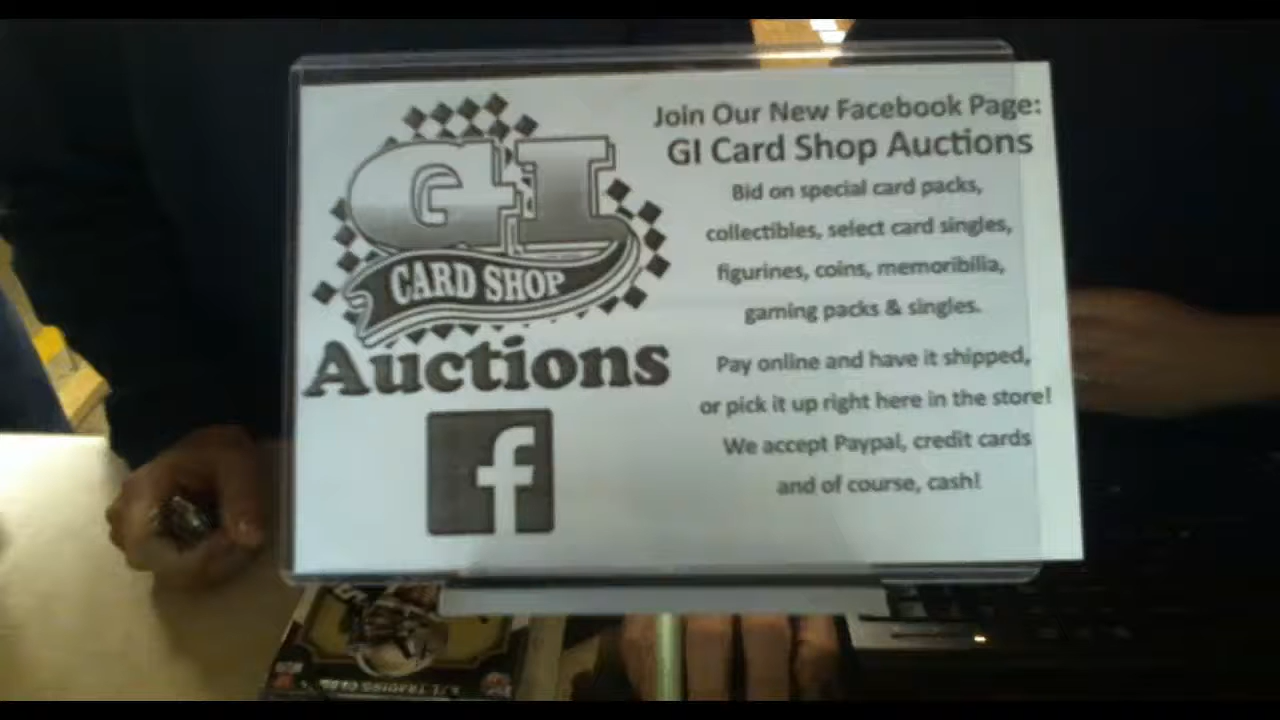 GI
CARD SHOP
Auctions
f
Join Our New Facebook Page:
GI Card Shop Auctions
Bid on special card packs,
collectibles, select card singles,
figurines, coins, memoribilia,
gaming packs & singles.
Pay online and have it shipped,
or pick it up right here in the store!
We accept Paypal, credit cards
and of course, cash!